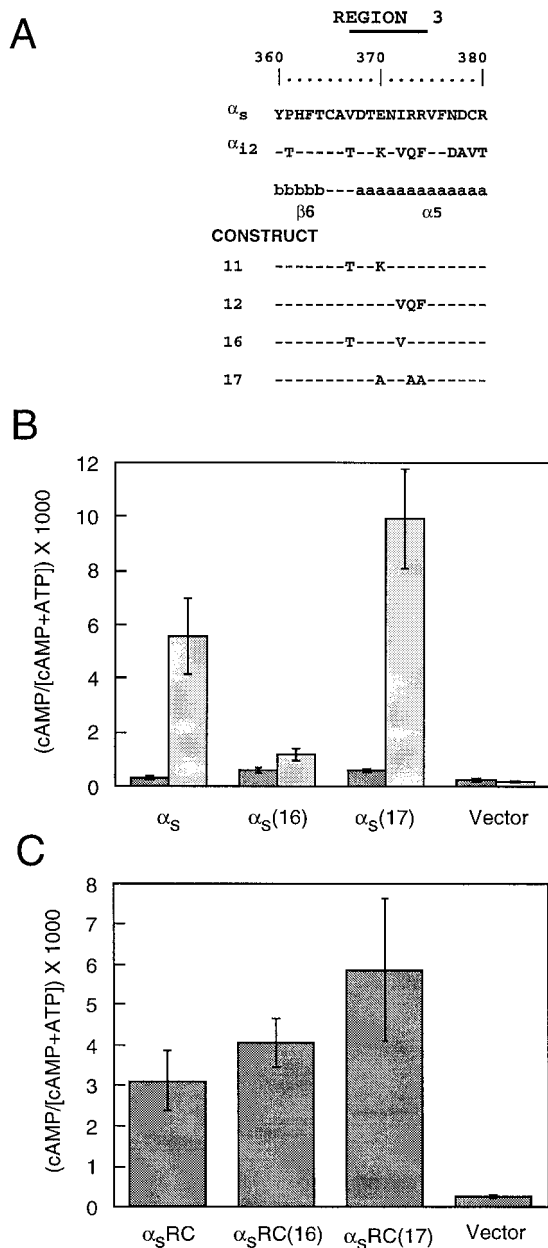 A
REGION 3
360 370 380
|.........|.........|
αs YPHFTCAVDTENIRRVFNDCR
αi2 -T-----T--K-VQF--DAVT
bbbbb---aaaaaaaaaaaaa
β6 α5
CONSTRUCT
11 -------T--K----------
12 ------------VQF------
16 -------T----V--------
17 ----------A--AA------
B
(cAMP/[cAMP+ATP]) X 1000
12
10
8
6
4
2
0
αs αs(16) αs(17) Vector
C
(cAMP/[cAMP+ATP]) X 1000
8
7
6
5
4
3
2
1
0
αsRC αsRC(16) αsRC(17) Vector